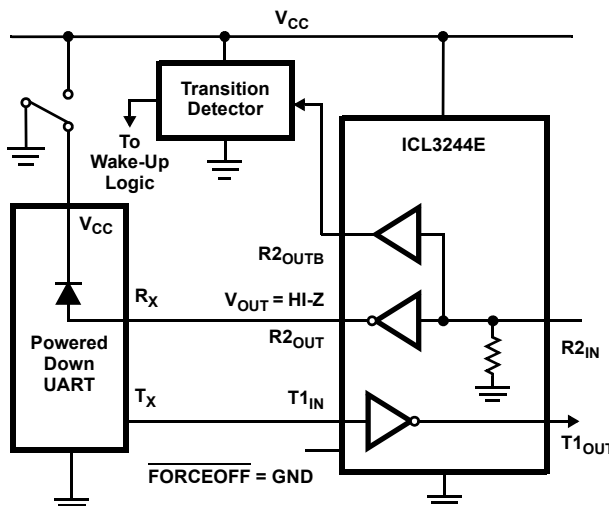 VCC
Transition
Detector
To
Wake-Up
Logic
ICL3244E
VCC
R2OUTB
RX
VOUT = HI-Z
R2OUT
R2IN
Powered
Down
UART
TX
T1IN
T1OUT
FORCEOFF = GND